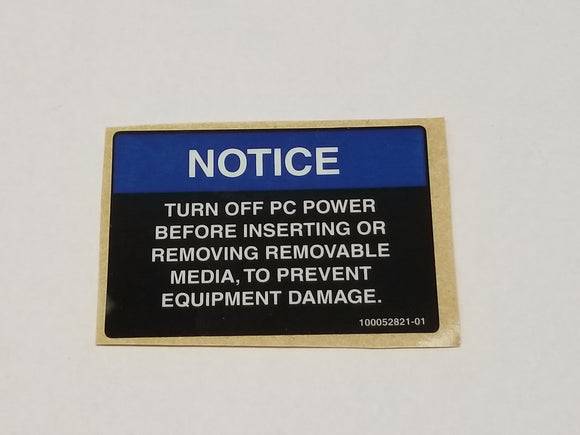 NOTICE
TURN OFF PC POWER
BEFORE INSERTING OR
REMOVING REMOVABLE
MEDIA, TO PREVENT
EQUIPMENT DAMAGE.
100052821-01